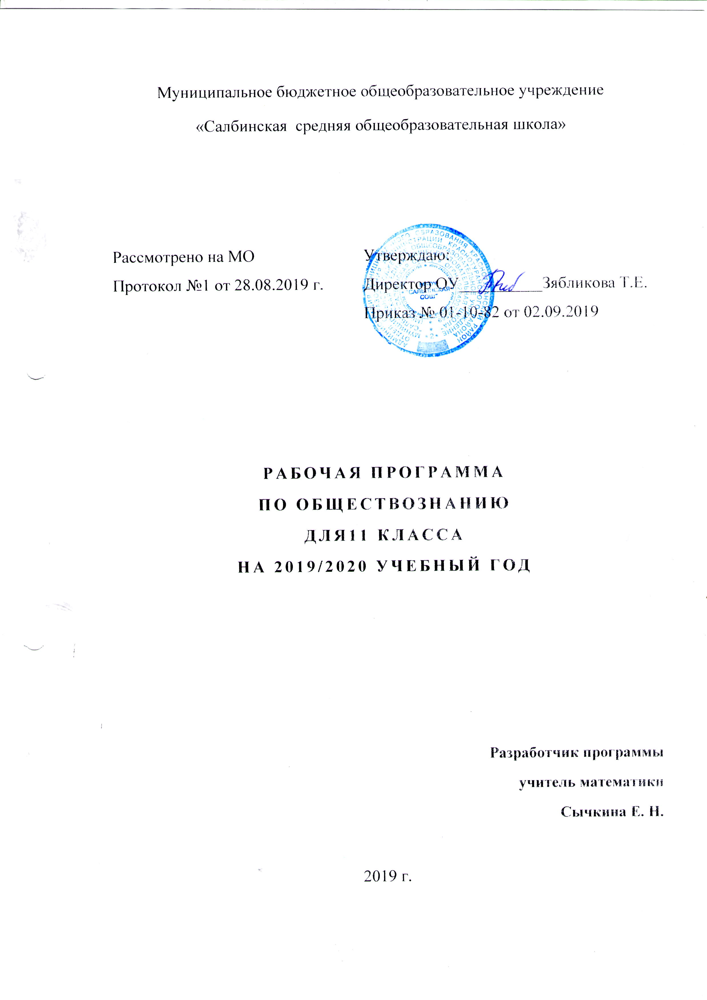 Муниципальное бюджетное общеобразовательное учреждение
«Салбинская средняя общеобразовательная школа»
Рассмотрено на МО
Протокол №1 от 28.08.2019 г.
Утверждаю:
Директор ОУ__________Зябликова Т.Е.
Приказ № 01-10-82 от 02.09.2019
САЛБИНСКАЯ
СОШ"
РАБОЧАЯ ПРОГРАММА
ПО ОБЩЕСТВОЗНАНИЮ
ДЛЯ11 КЛАССА
НА 2019/2020 УЧЕБНЫЙ ГОД
Разработчик программы
учитель математики
Сычкина Е. Н.
2019 г.